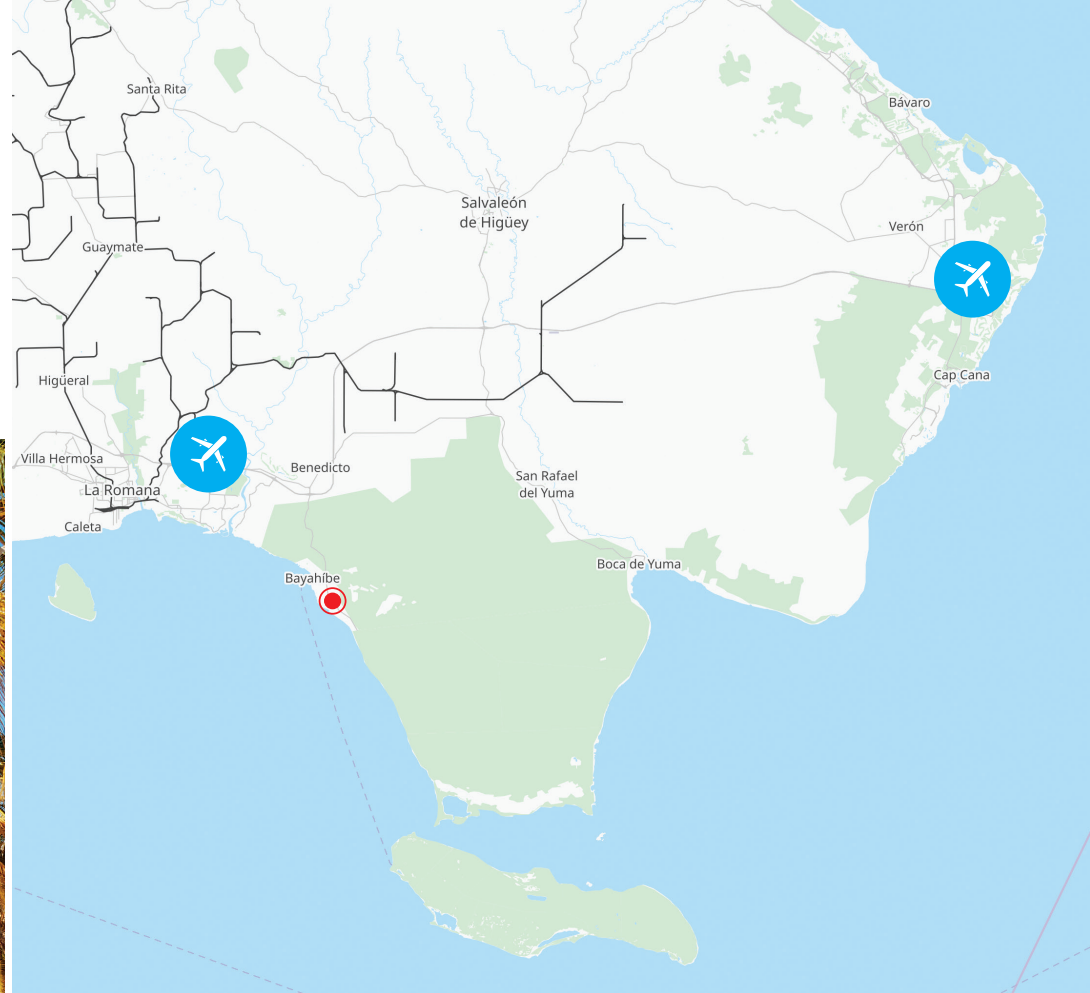 Santa Rita
Bávaro
Salvaleón
de Higüey
Verón
Guaymate
Cap Cana
Higüeral
Villa Hermosa
Benedicto
La Romana
San Rafael
del Yuma
Caleta
Boca de Yuma
Bayahíbe